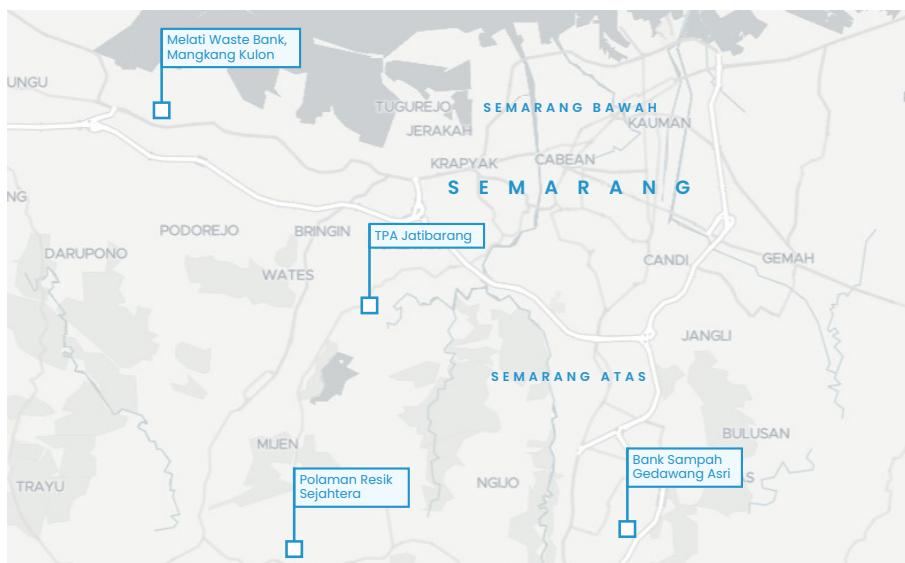 Melati Waste Bank,
Mangkang Kulon
UNGU
TUGUREJO
SEMARANG BAWAH
KAUMAN
JERAKAH
KRAPYAK
CABEAN
SEMARANG
NG
PODOREJO
BRINGIN
TPA Jatibarang
DARUPONO
CANDI
GEMAH
WATES
JANGLI
SEMARANG ATAS
BULUSAN
MIJEN
Bank Sampah
Gedawang Asri
AS
TRAYU
Polaman Resik
Sejahtera
NGIJO